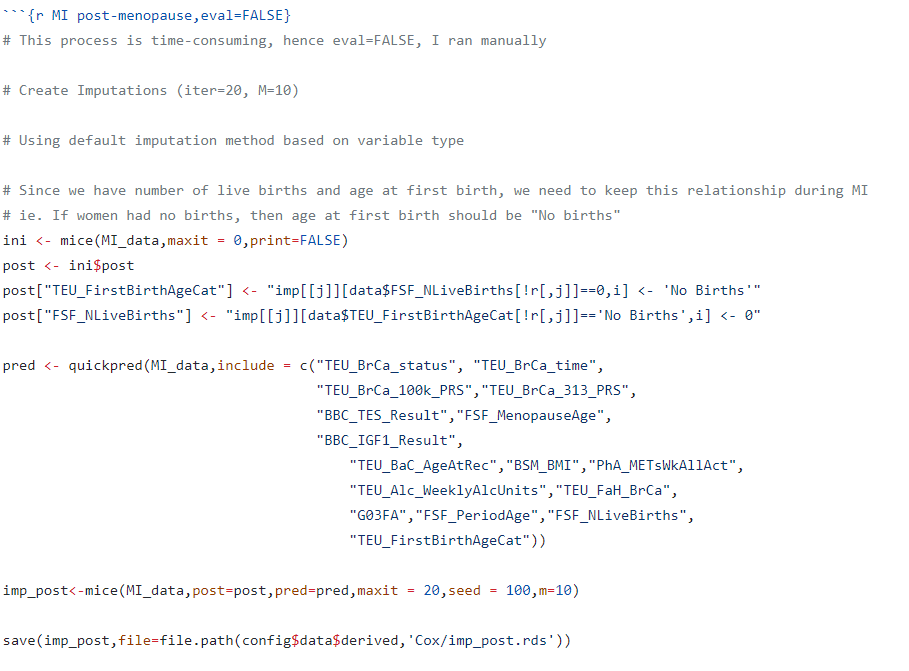 ```{r MI post-menopause,eval=FALSE}
# This process is time-consuming, hence eval=FALSE, I ran manually
# Create Imputations (iter=20, M=10)
# Using default imputation method based on variable type
# Since we have number of live births and age at first birth, we need to keep this relationship during MI
# ie. If women had no births, then age at first birth should be "No births"
ini <- mice(MI_data,maxit = 0,print=FALSE)
post <- ini$post
post["TEU_FirstBirthAgeCat"] <- "imp[[j]][data$FSF_NLiveBirths[!r[,j]]==0,i] <- 'No Births'"
post["FSF_NLiveBirths"] <- "imp[[j]][data$TEU_FirstBirthAgeCat[!r[,j]]=='No Births',i] <- 0"
pred <- quickpred(MI_data,include = c("TEU_BrCa_status", "TEU_BrCa_time",
"TEU_BrCa_100k_PRS","TEU_BrCa_313_PRS",
"BBC_TES_Result","FSF_MenopauseAge",
"BBC_IGF1_Result",
"TEU_BaC_AgeAtRec","BSM_BMI","PhA_METsWkAllAct",
"TEU_Alc_WeeklyAlcUnits","TEU_FaH_BrCa",
"G03FA","FSF_PeriodAge","FSF_NLiveBirths",
"TEU_FirstBirthAgeCat"))
imp_post<-mice(MI_data,post=post,pred=pred,maxit = 20,seed = 100,m=10)
save(imp_post,file=file.path(config$data$derived,'Cox/imp_post.rds'))